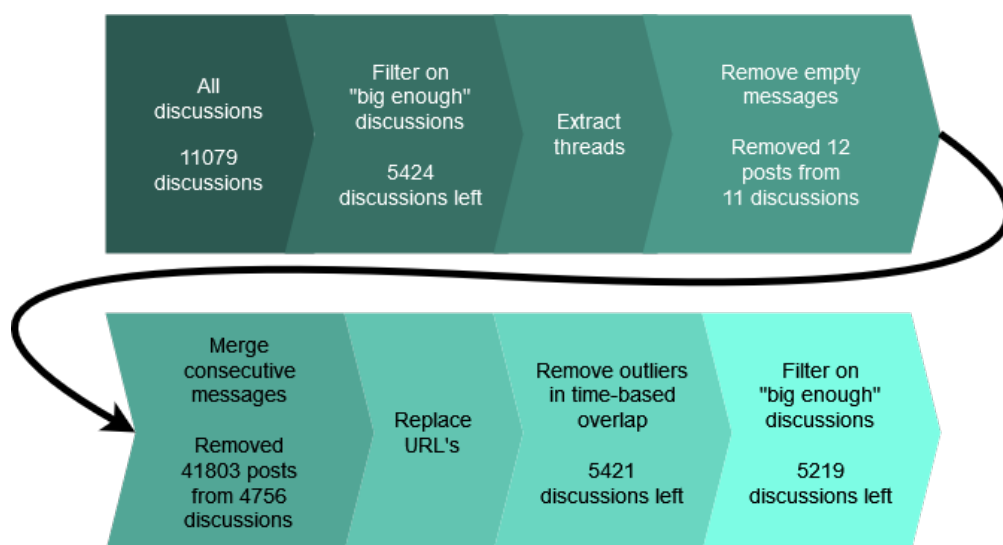 All
discussions
11079
discussions
Filter on
"big enough"
discussions
5424
discussions left
Extract
threads
Remove empty
messages
Removed 12
posts from
11 discussions
Merge
consecutive
messages
Removed
41803 posts
from 4756
discussions
Replace
URL's
Remove outliers
in time-based
overlap
5421
discussions left
Filter on
"big enough"
discussions
5219
discussions left